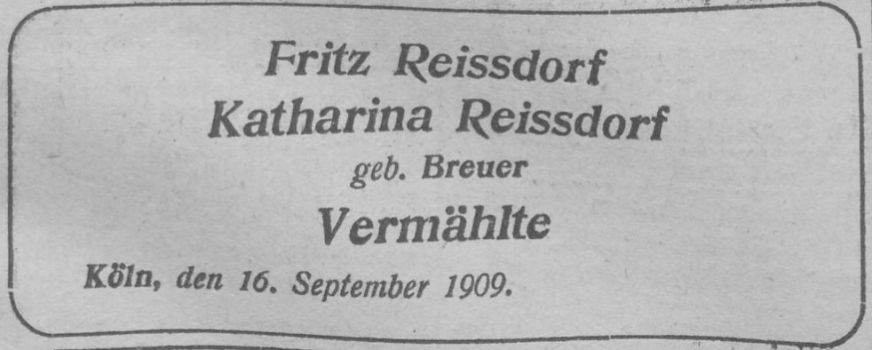 Fritz Reissdorf
Katharina Reissdorf
geb. Breuer
Vermählte
Köln, den 16. September 1909.